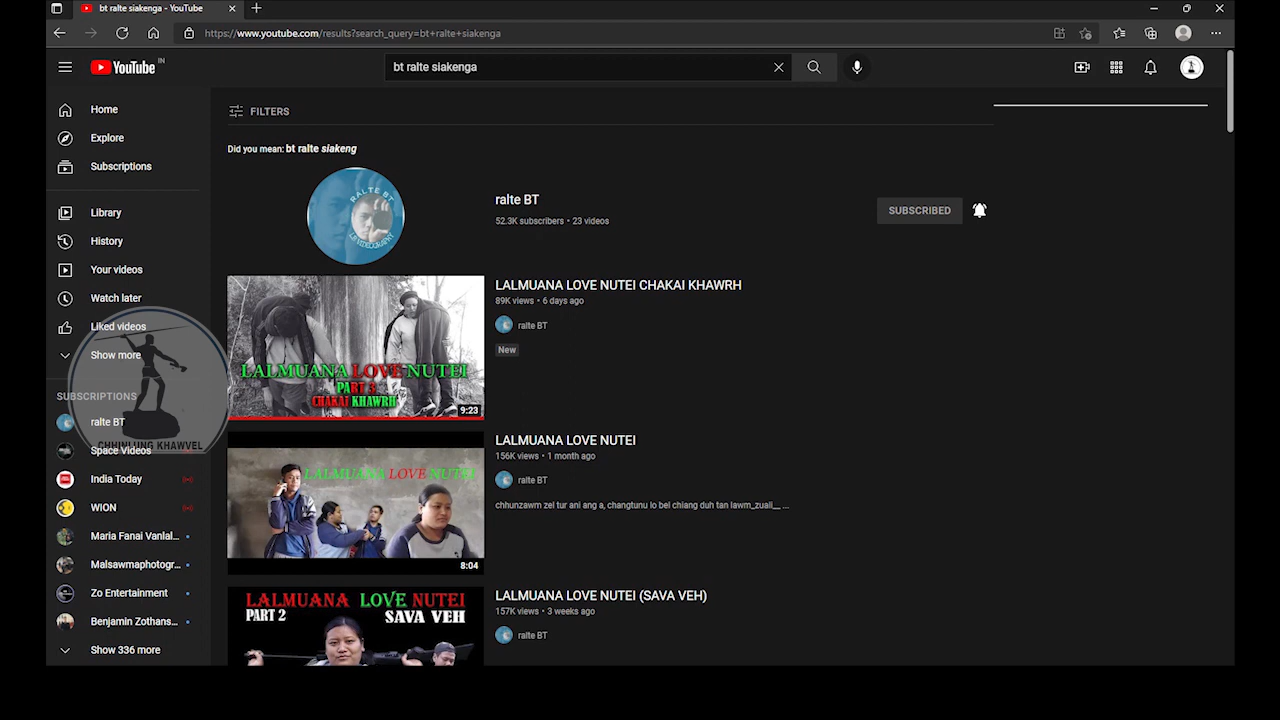 bt ralte siakenga - YouTube
https://www.youtube.com/results?search_query=bt+ralte+siakenga
YouTube IN
bt ralte siakenga
Home
Explore
Subscriptions
Library
History
Your videos
Watch later
Liked videos
Show more
SUBSCRIPTIONS
ralte BT
Space Videos
India Today
WION
Maria Fanai Vanlal...
Malsawmaphotogr...
Zo Entertainment
Benjamin Zothans...
Show 336 more
CHHINLUNG KHAWVEL
FILTERS
Did you mean: bt ralte siakeng
RALTE BT
ralte BT
52.3K subscribers • 23 videos
SUBSCRIBED
LALMUANA LOVE NUTEI
PART 3
CHAKAI KHAWRH
9:23
LALMUANA LOVE NUTEI CHAKAI KHAWRH
89K views • 6 days ago
ralte BT
New
LALMUANA LOVE NUTEI
8:04
LALMUANA LOVE NUTEI
156K views • 1 month ago
ralte BT
chhunzawm zel tur ani ang a, changtunu lo bei chiang duh tan lawm_zuali__ ...
LALMUANA LOVE NUTEI
PART 2 SAVA VEH
LALMUANA LOVE NUTEI (SAVA VEH)
157K views • 3 weeks ago
ralte BT